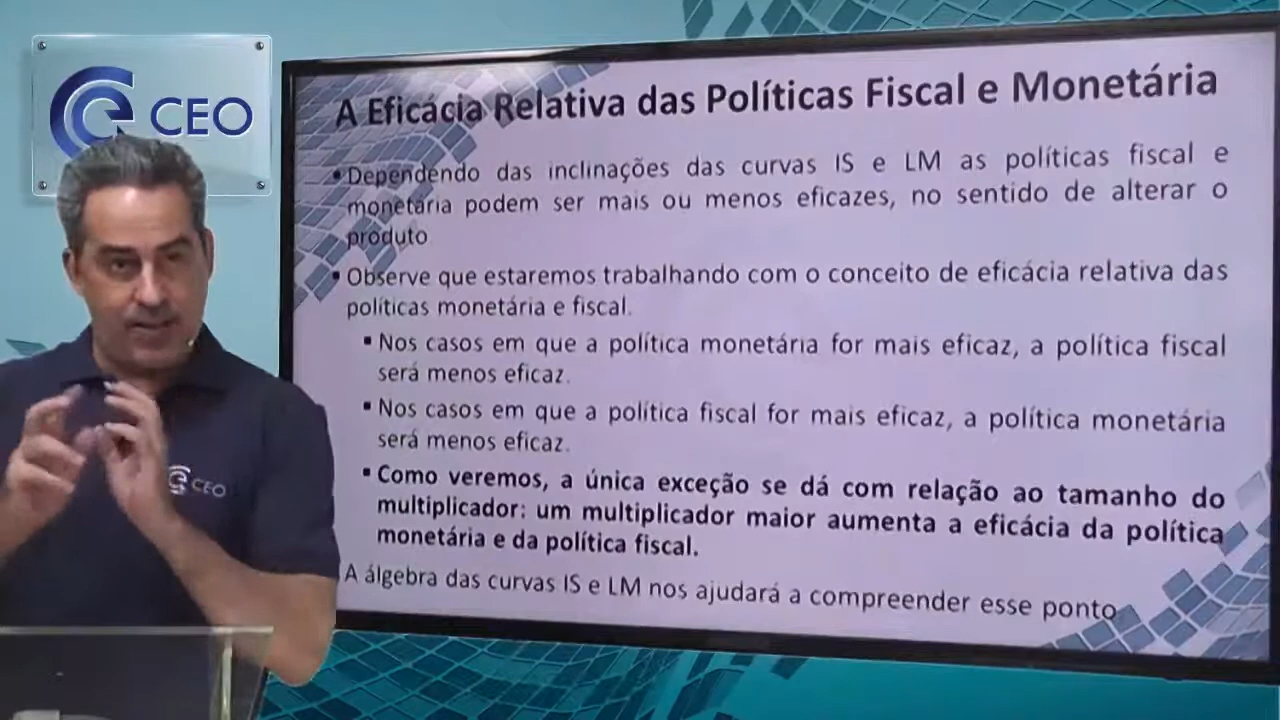 CEO
A Eficácia Relativa das Políticas Fiscal e Monetária
Dependendo das inclinações das curvas IS e LM as políticas fiscal e
monetária podem ser mais ou menos eficazes, no sentido de alterar o
produto
Observe que estaremos trabalhando com o conceito de eficácia relativa das
políticas monetária e fiscal.
Nos casos em que a política monetária for mais eficaz, a política fiscal
será menos eficaz.
Nos casos em que a política fiscal for mais eficaz, a política monetária
será menos eficaz.
Como veremos, a única exceção se dá com relação ao tamanho do
multiplicador: um multiplicador maior aumenta a eficácia da política
monetária e da política fiscal.
A álgebra das curvas IS e LM nos ajudará a compreender esse ponto
CEO